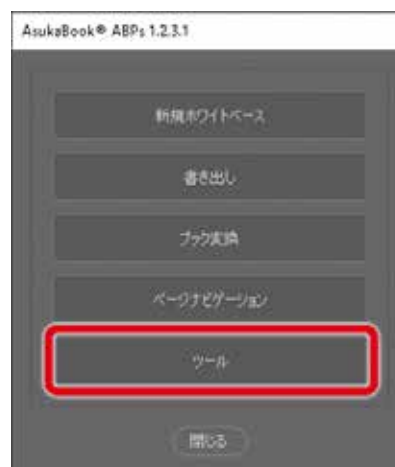 AsukaBook® ABPs 1.2.3.1
新規ホワイトベース
書き出し
ブック変換
ページナビゲーション
ツール
閉じる